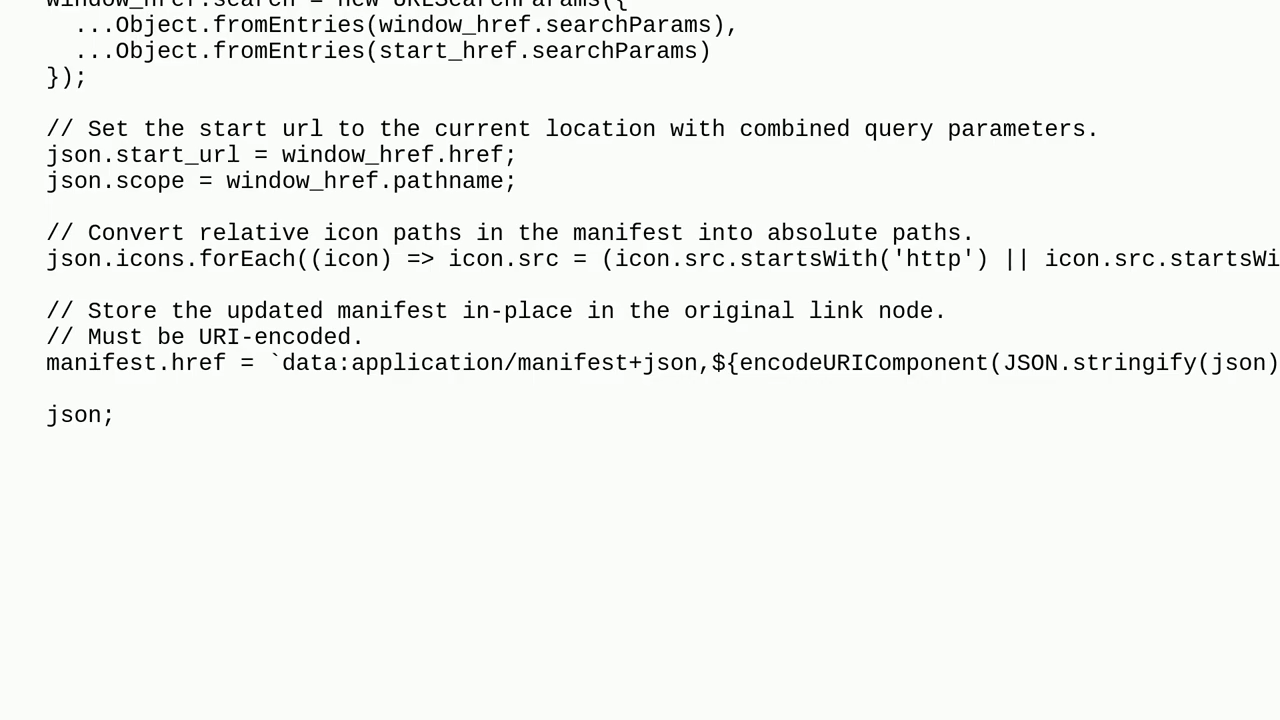 window_href.search = new URLSearchParams({
  ...Object.fromEntries(window_href.searchParams),
  ...Object.fromEntries(start_href.searchParams)
});

// Set the start url to the current location with combined query parameters.
json.start_url = window_href.href;
json.scope = window_href.pathname;

// Convert relative icon paths in the manifest into absolute paths.
json.icons.forEach((icon) => icon.src = (icon.src.startsWith('http') || icon.src.startsWi

// Store the updated manifest in-place in the original link node.
// Must be URI-encoded.
manifest.href = `data:application/manifest+json,${encodeURIComponent(JSON.stringify(json)

json;